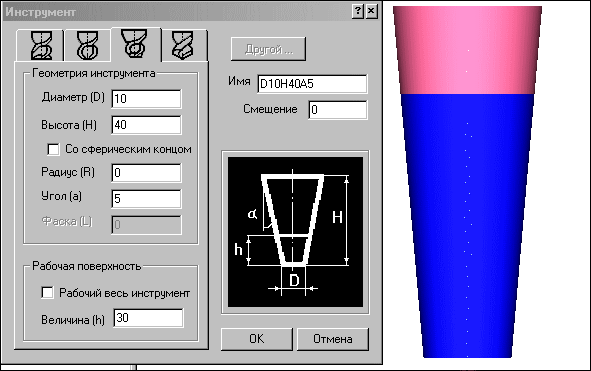 Инструмент
Геометрия инструмента
Диаметр (D) 10
Высота (H) 40
Со сферическим концом
Радиус (R) 0
Угол (a) 5
Фаска (L) 0
Рабочая поверхность
Рабочий весь инструмент
Величина (h) 30
Другой ...
Имя D10H40A5
Смещение 0
α
H
h
D
OK Отмена